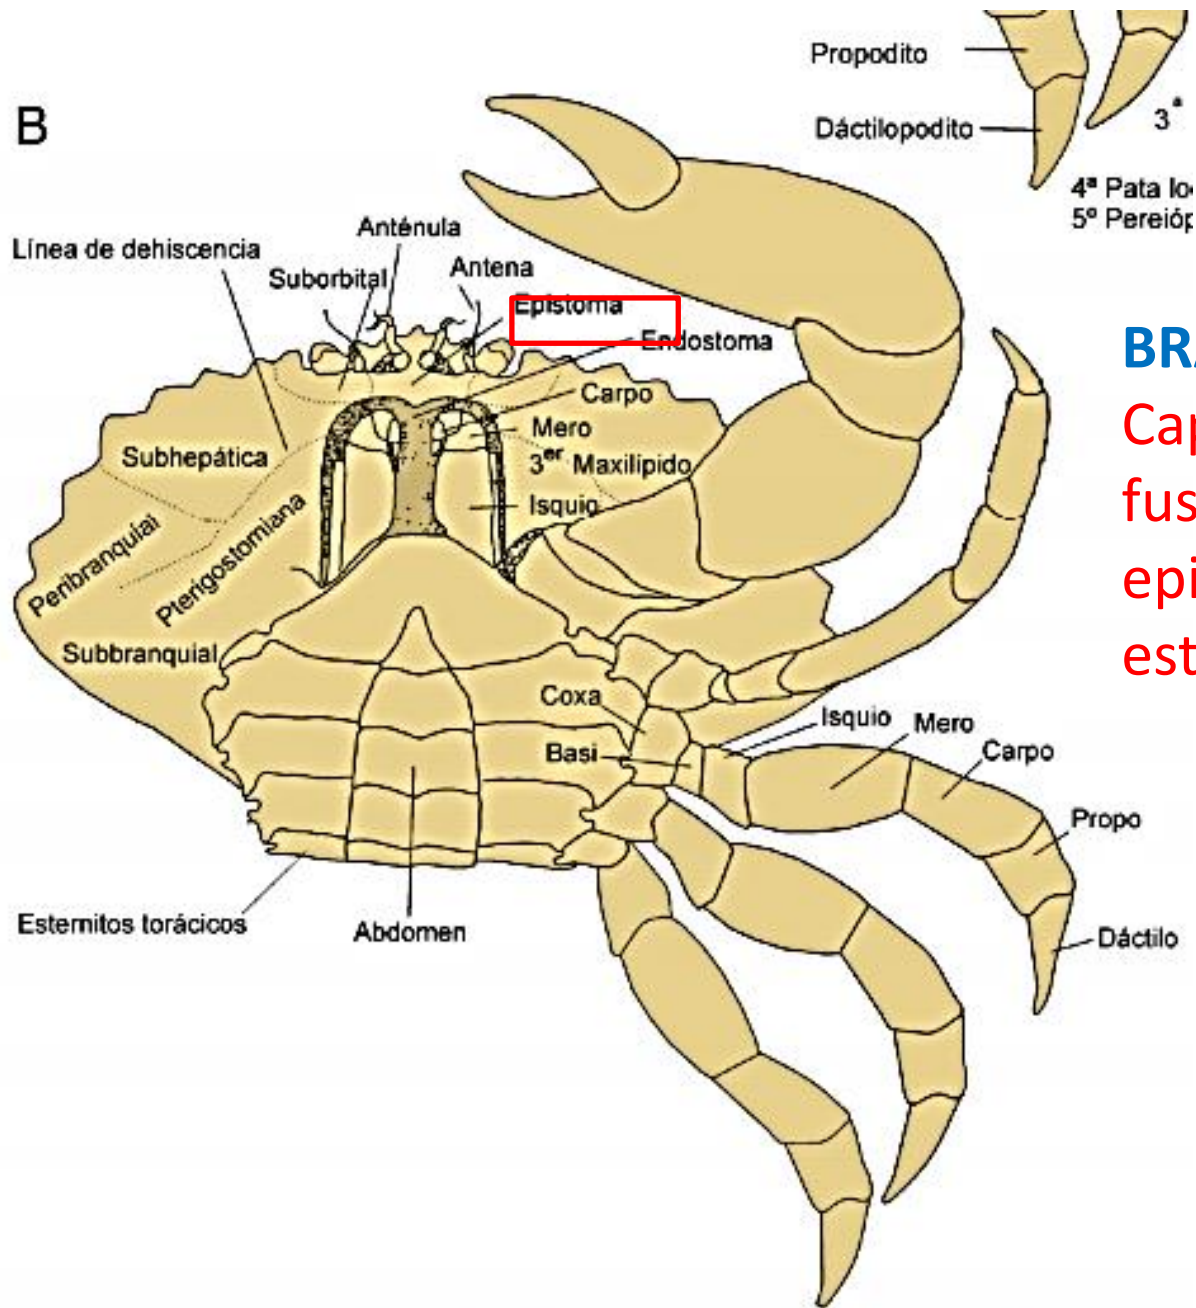 Propodito
B
Dáctilopodito
3ª
4ª Pata lo
5º Pereióp
Anténula
Línea de dehiscencia
Suborbital
Antena
Epistoma
Endostoma
BRA
Cap
fus
epi
est
Carpo
Mero
Subhepática
3er Maxilípido
Isquio
Peribranquial
Pterigostomiana
Subbranquial
Coxa
Isquio
Mero
Basi
Carpo
Propo
Esternitos torácicos
Abdomen
Dáctilo